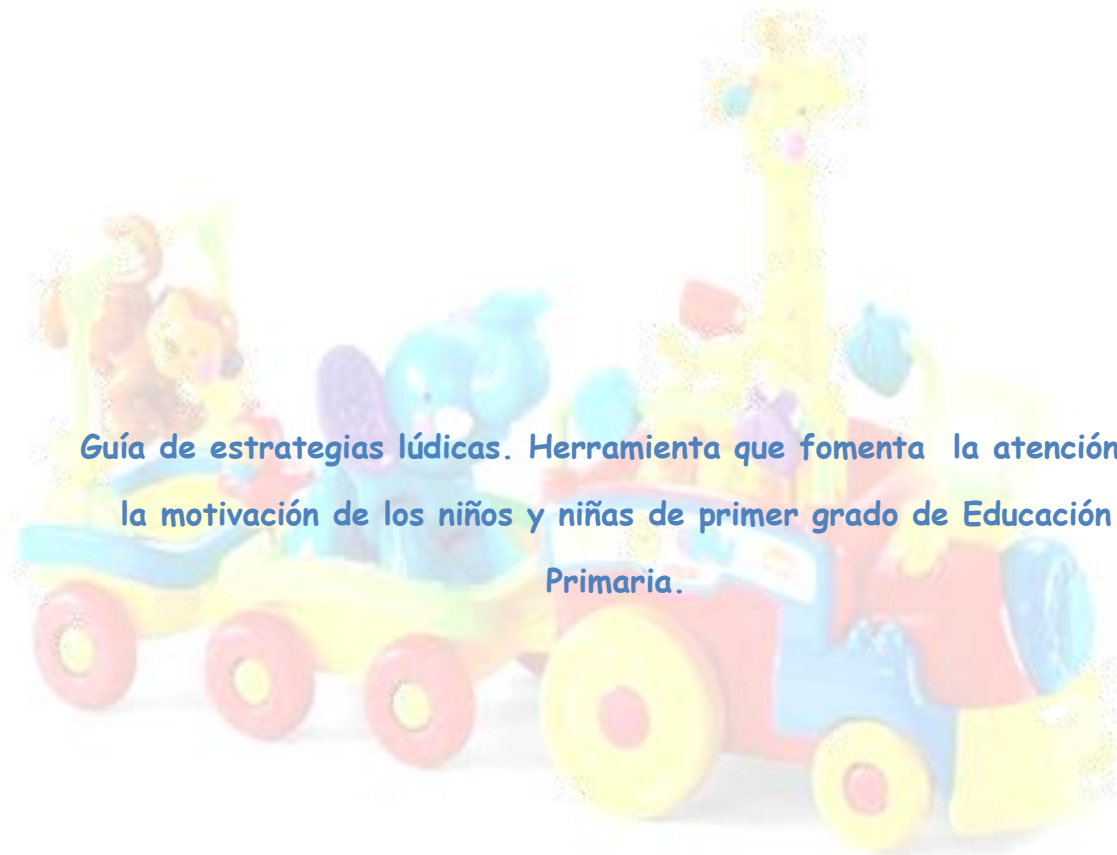 Guía de estrategias lúdicas. Herramienta que fomenta la atención
la motivación de los niños y niñas de primer grado de Educación
Primaria.